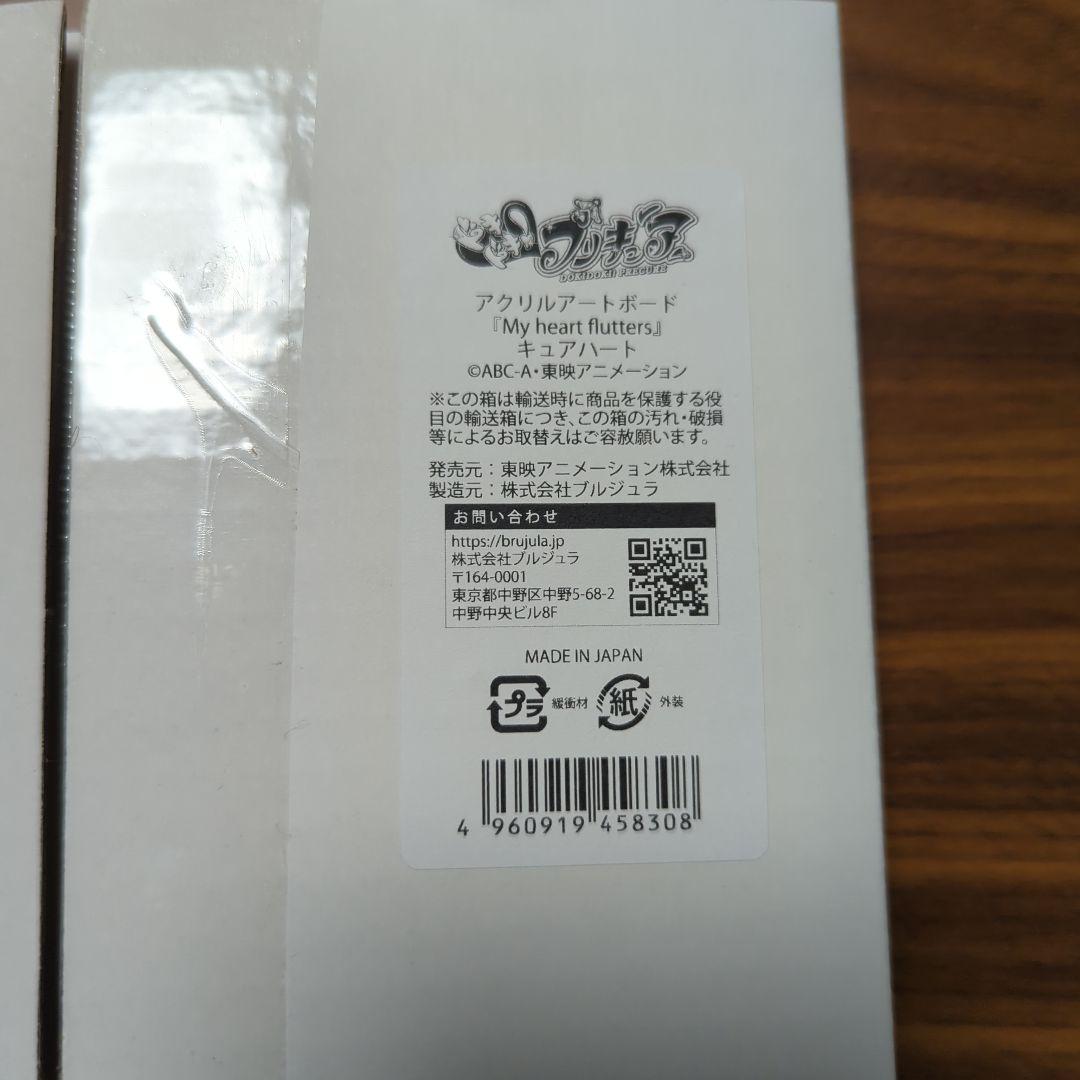 ドキドキ!プリキュア
DOKIDOKI! PRECURE
アクリルアートボード
『My heart flutters』
キュアハート
©ABC-A・東映アニメーション
※この箱は輸送時に商品を保護する役
目の輸送箱につき、この箱の汚れ・破損
等によるお取替えはご容赦願います。
発売元：東映アニメーション株式会社
製造元：株式会社ブルジュラ
お問い合わせ
https://brujula.jp
株式会社ブルジュラ
〒164-0001
東京都中野区中野5-68-2
中野中央ビル8F
MADE IN JAPAN
プラ 緩衝材 紙 外装
4 960919 458308